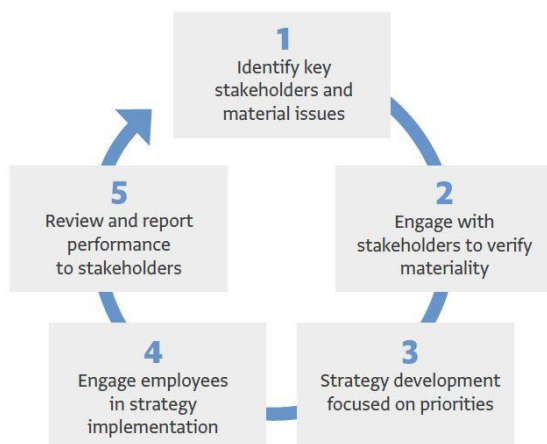 1
Identify key
stakeholders and
material issues
2
Engage with
stakeholders to verify
materiality
3
Strategy development
focused on priorities
4
Engage employees
in strategy
implementation
5
Review and report
performance
to stakeholders